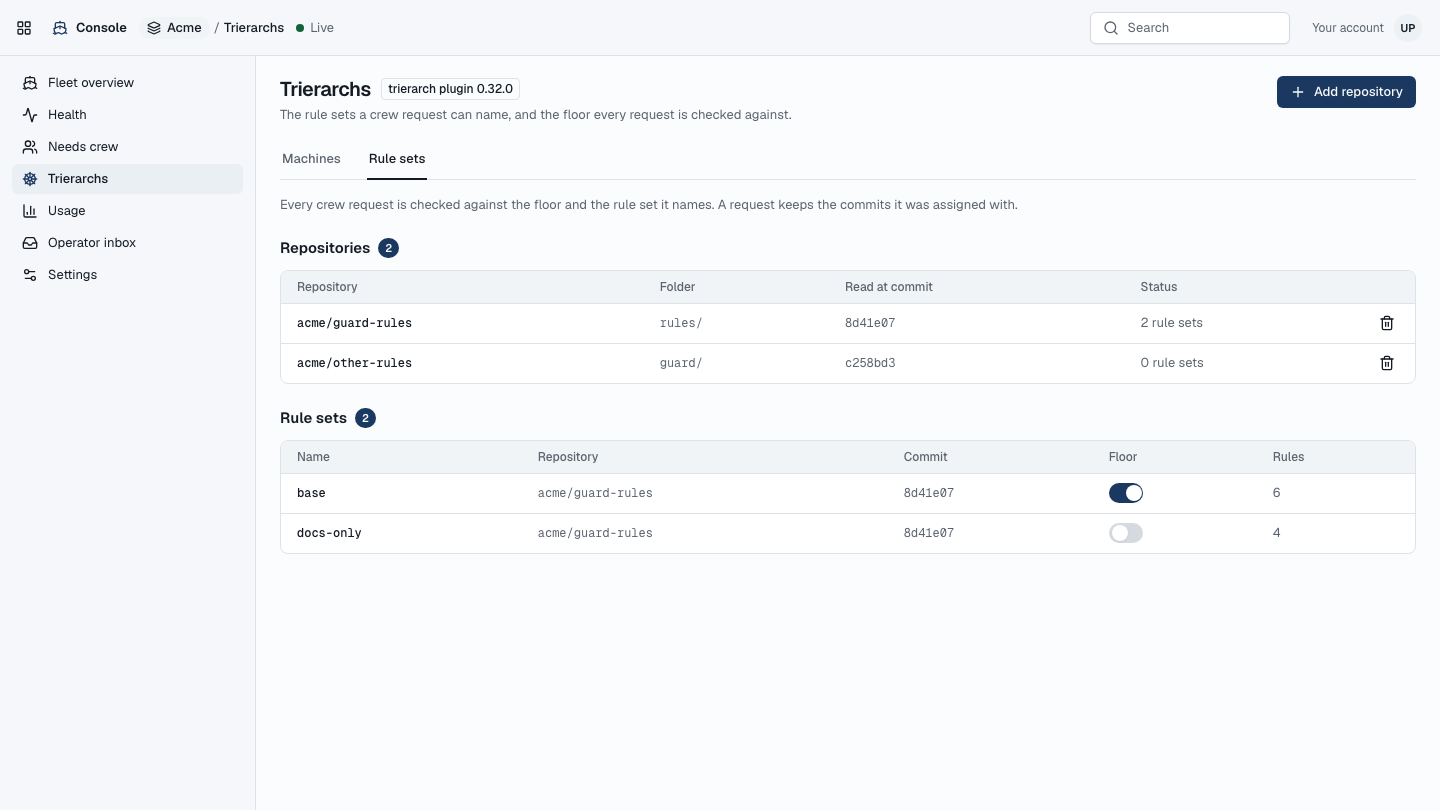 Console Acme / Trierarchs Live Search Your account UP
Fleet overview
Health
Needs crew
Trierarchs
Usage
Operator inbox
Settings
Trierarchs trierarch plugin 0.32.0 Add repository
The rule sets a crew request can name, and the floor every request is checked against.
Machines Rule sets
Every crew request is checked against the floor and the rule set it names. A request keeps the commits it was assigned with.
Repositories 2
Repository Folder Read at commit Status
acme/guard-rules rules/ 8d41e07 2 rule sets
acme/other-rules guard/ c258bd3 0 rule sets
Rule sets 2
Name Repository Commit Floor Rules
base acme/guard-rules 8d41e07 6
docs-only acme/guard-rules 8d41e07 4